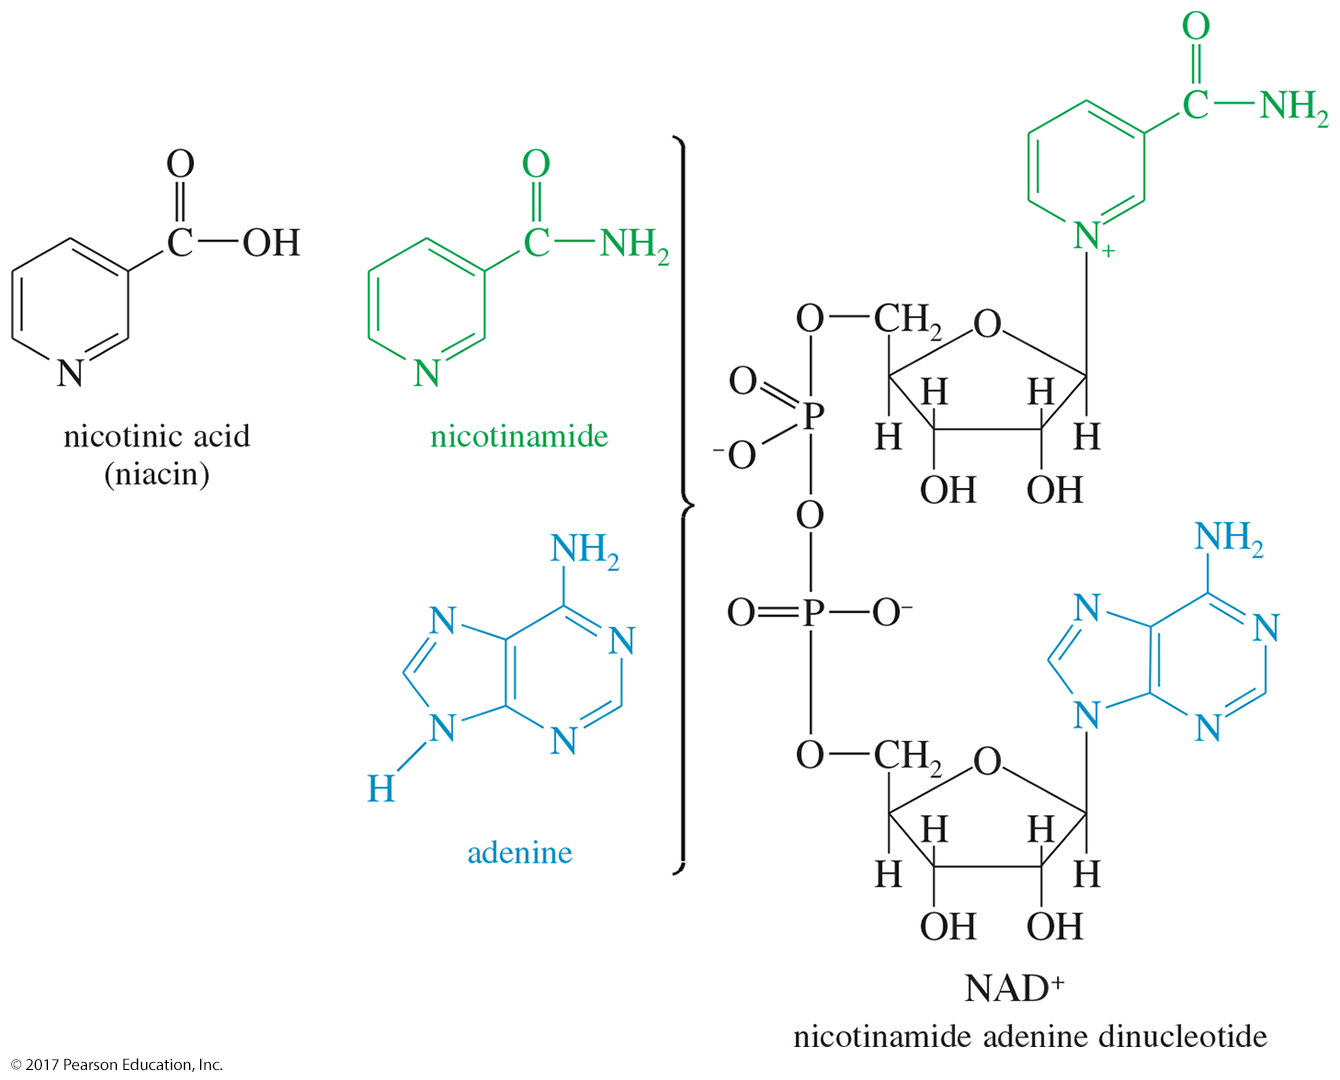 O
C
OH
N
nicotinic acid
(niacin)
O
C
NH₂
N
nicotinamide
NH₂
N
N
N
N
H
adenine
O
C
NH₂
N
+
O
CH₂
O
O
P
⁻O
H
H
H
H
OH
OH
O
O
P
O⁻
NH₂
N
N
N
N
O
CH₂
O
H
H
H
H
OH
OH
NAD⁺
nicotinamide adenine dinucleotide
© 2017 Pearson Education, Inc.